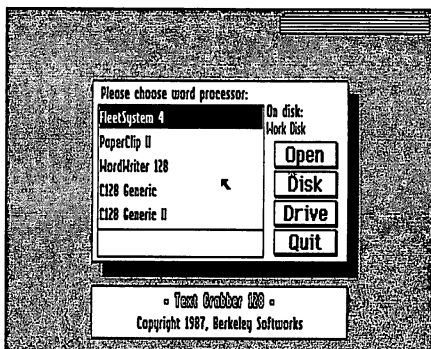 Please choose word processor:
FleetSystem 4
PaperClip II
WordWriter 128
C128 Generic
C128 Generic II
On disk:
Work Disk
Open
Disk
Drive
Quit
¤ Text Grabber 128 ¤
Copyright 1987, Berkeley Softworks